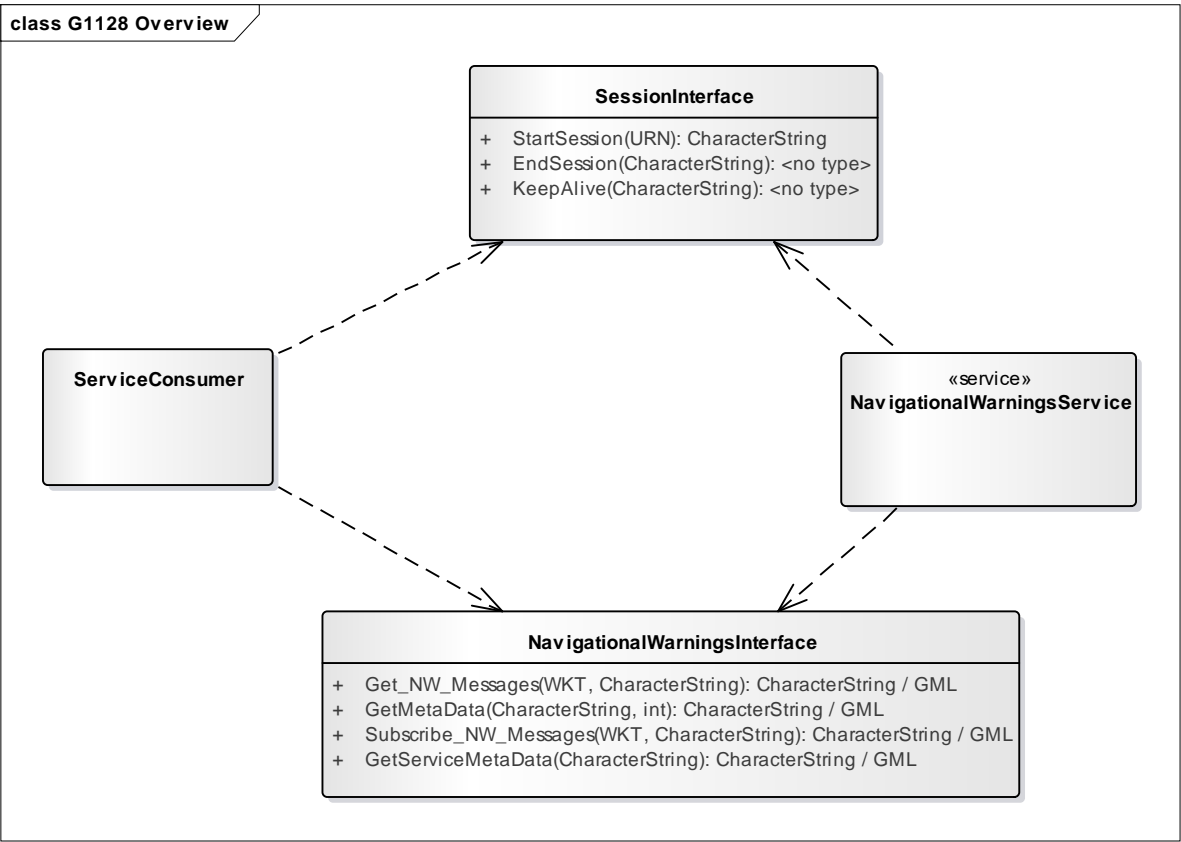 class G1128 Overview
SessionInterface
+ StartSession(URN): CharacterString
+ EndSession(CharacterString): <no type>
+ KeepAlive(CharacterString): <no type>
ServiceConsumer
«service»
NavigationalWarningsService
NavigationalWarningsInterface
+ Get_NW_Messages(WKT, CharacterString): CharacterString / GML
+ GetMetaData(CharacterString, int): CharacterString / GML
+ Subscribe_NW_Messages(WKT, CharacterString): CharacterString / GML
+ GetServiceMetaData(CharacterString): CharacterString / GML